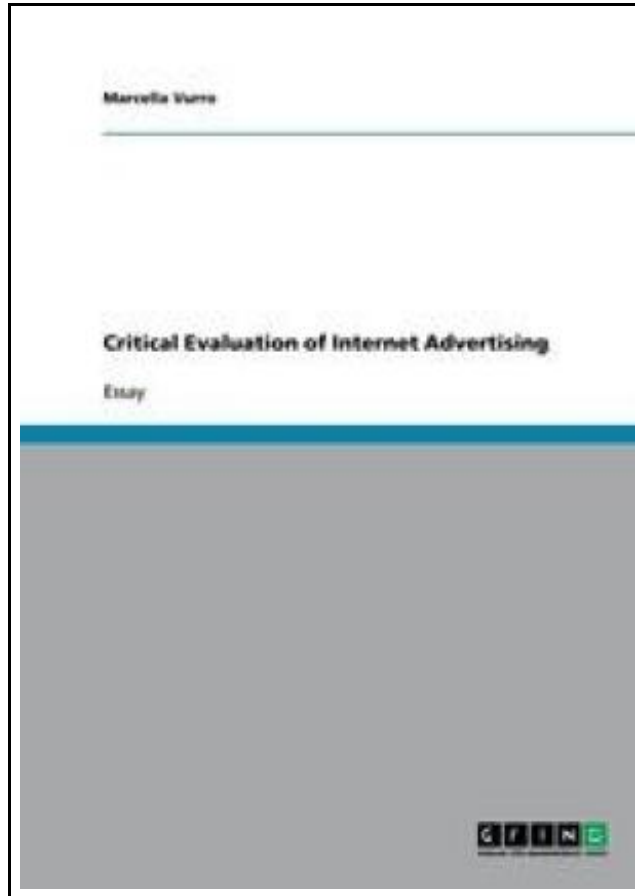 Marcella Vurro
Critical Evaluation of Internet Advertising
Essay
GRIN